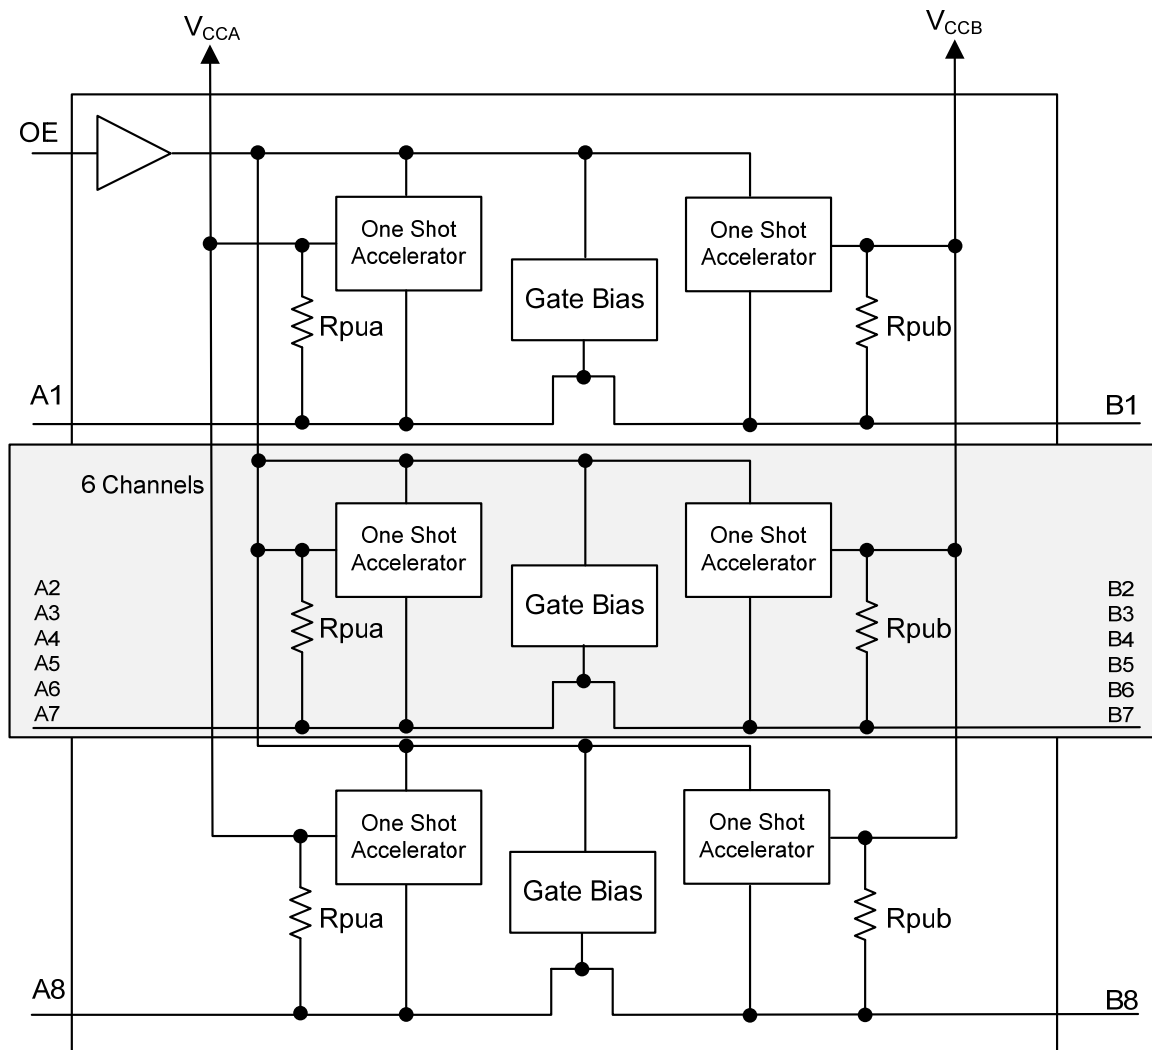 VCCA
VCCB
OE
One Shot
Accelerator
One Shot
Accelerator
Gate Bias
Rpua
Rpub
A1
B1
6 Channels
One Shot
Accelerator
One Shot
Accelerator
Gate Bias
Rpua
Rpub
A2
A3
A4
A5
A6
A7
B2
B3
B4
B5
B6
B7
One Shot
Accelerator
One Shot
Accelerator
Gate Bias
Rpua
Rpub
A8
B8